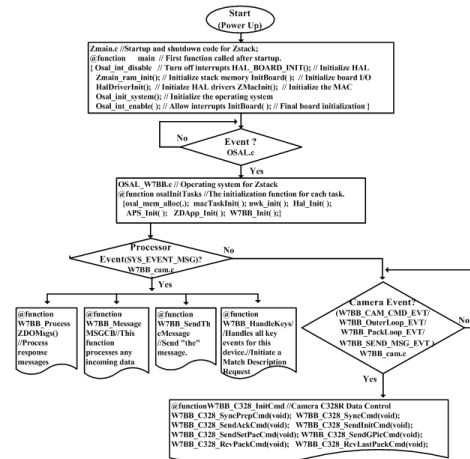 Start
(Power Up)
Zmain.c //Startup and shutdown code for Zstack;
@function main // First function called after startup.
{ Osal_int_disable // Turn off interrupts HAL_BOARD_INIT(); // Initialize HAL
Zmain_ram_init(); // Initialize stack memory InitBoard( ); // Initialize board I/O
HalDriverInit(); // Initialze HAL drivers ZMacInit(); // Initialize the MAC
Osal_init_system(); // Initialize the operating system
Osal_int_enable( ); // Allow interrupts InitBoard( ); // Final board initialization }
No
Event ?
OSAL.c
Yes
OSAL_W7BB.c // Operating system for Zstack
@function osalInitTasks //The initialization function for each task.
{osal_mem_alloc(.); macTaskInit(); nwk_init(); Hal_Init( );
APS_Init( ); ZDApp_Init( ); W7BB_Init( );}
Processor
Event(SYS_EVENT_MSG)?
W7BB_cam.c
No
Yes
@function
W7BB_Process
ZDOMsgs()
//Process
response
messages
@function
W7BB_Message
MSGCB//This
function
processes any
incoming data
@function
W7BB_SendTh
eMessage
//Send "the"
message.
@function
W7BB_HandleKeys/
/Handles all key
events for this
device.//Initiate a
Match Description
Request
Camera Event?
(W7BB_CAM_CMD_EVT/
W7BB_OuterLoop_EVT/
W7BB_PackLoop_EVT/
W7BB_SEND_MSG_EVT )
W7BB_cam.c
No
Yes
@functionW7BB_C328_InitCmd //Camera C328R Data Control
W7BB_C328_SyncPrepCmd(void); W7BB_C328_SyncCmd(void);
W7BB_C328_SendAckCmd(void); W7BB_C328_SendInitCmd(void);
W7BB_C328_SendSetPacCmd(void); W7BB_C328_SendGPicCmd(void);
W7BB_C328_RcvPackCmd(void); W7BB_C328_RcvLastPackCmd(void);